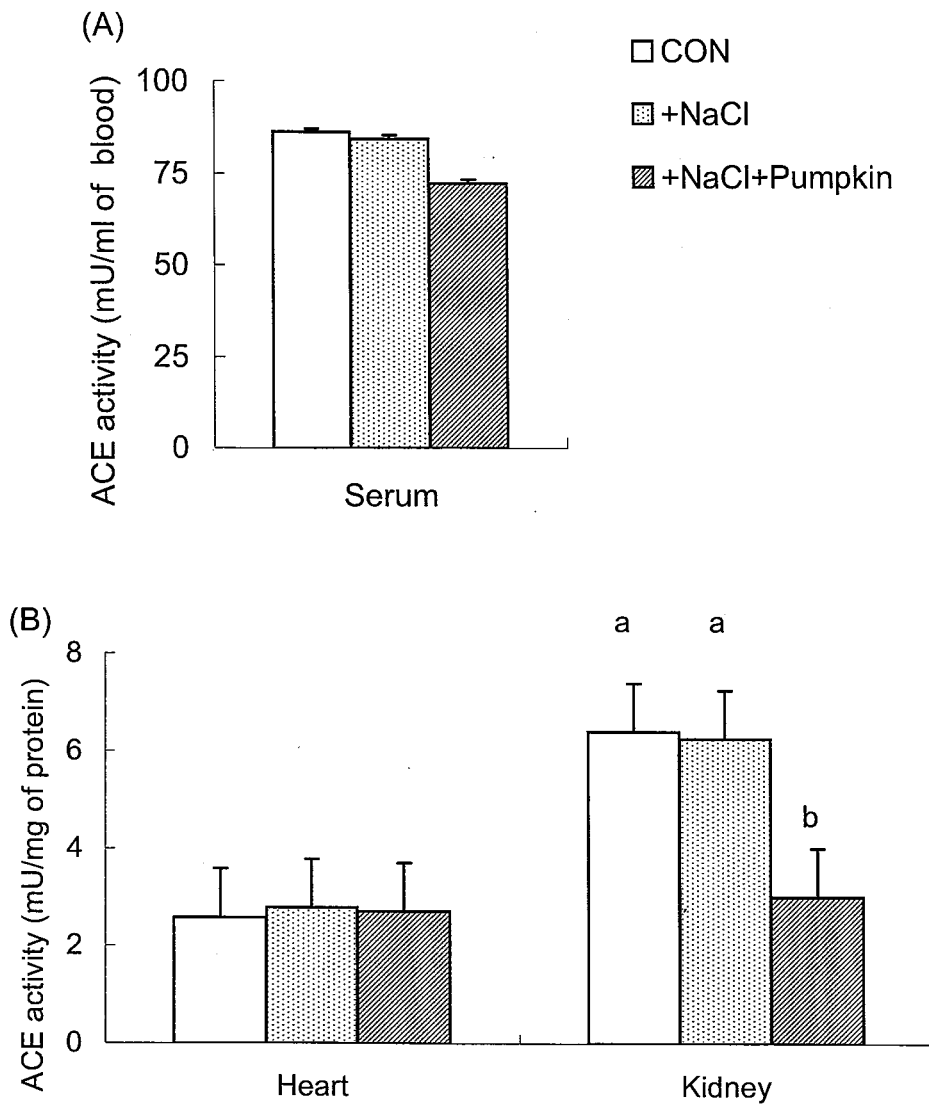 (A)
CON
+NaCl
+NaCl+Pumpkin
ACE activity (mU/ml of blood)
100
75
50
25
0
Serum
(B)
ACE activity (mU/mg of protein)
8
6
4
2
0
a a
b
Heart Kidney